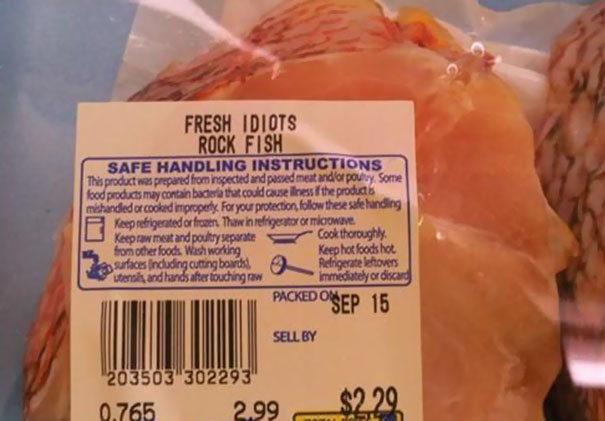 FRESH IDIOTS
ROCK FISH
SAFE HANDLING INSTRUCTIONS
This product was prepared from inspected and passed meat and/or poultry. Some
food products may contain bacteria that could cause illness if the product is
mishandled or cooked improperly. For your protection, follow these safe handling
Keep refrigerated or frozen. Thaw in refrigerator or microwave.
Keep raw meat and poultry separate
from other foods. Wash working
surfaces (including cutting boards),
utensils, and hands after touching raw
Cook thoroughly.
Keep hot foods hot.
Refrigerate leftovers
immediately or discard
PACKED ON SEP 15
SELL BY
203503 302293
0.765 2.99 $2.29